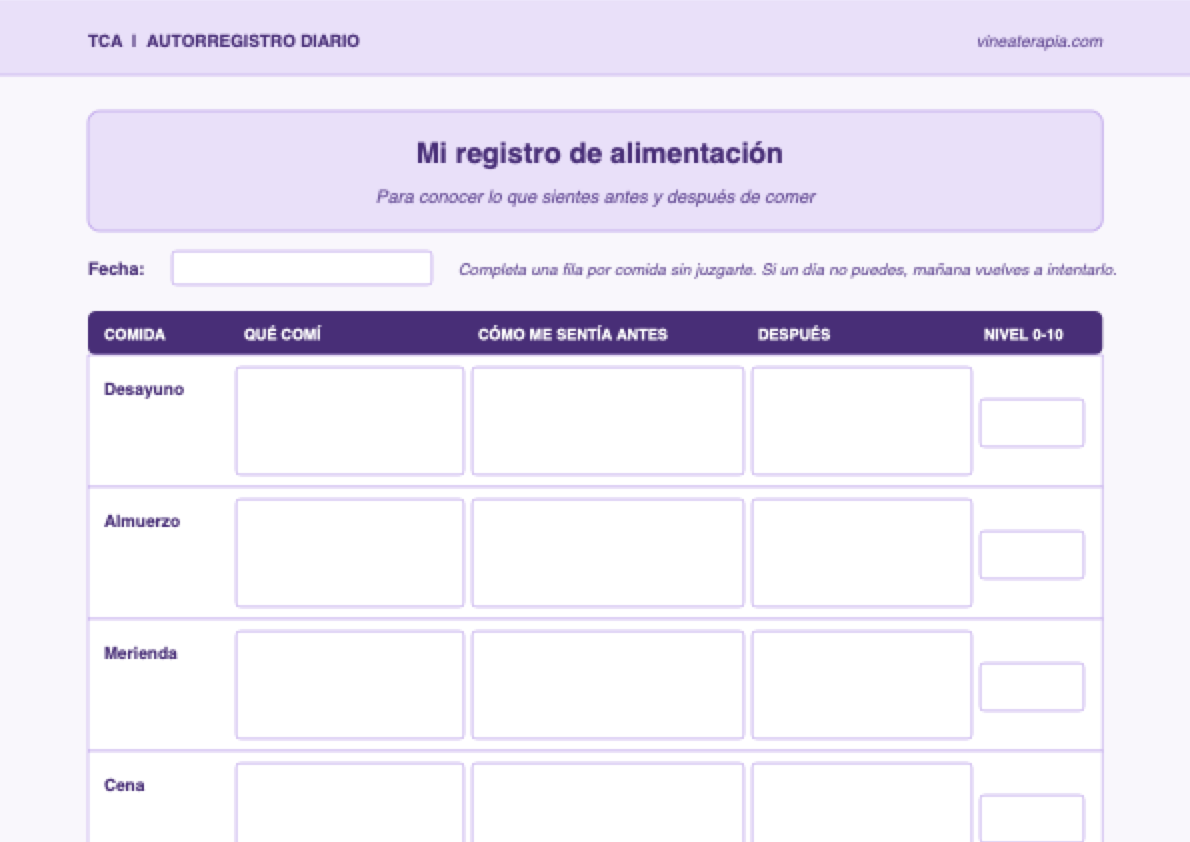 TCA | AUTORREGISTRO DIARIO vineaterapia.com
Mi registro de alimentación
Para conocer lo que sientes antes y después de comer
Fecha: Completa una fila por comida sin juzgarte. Si un día no puedes, mañana vuelves a intentarlo.
COMIDA QUÉ COMÍ CÓMO ME SENTÍA ANTES DESPUÉS NIVEL 0-10
Desayuno
Almuerzo
Merienda
Cena